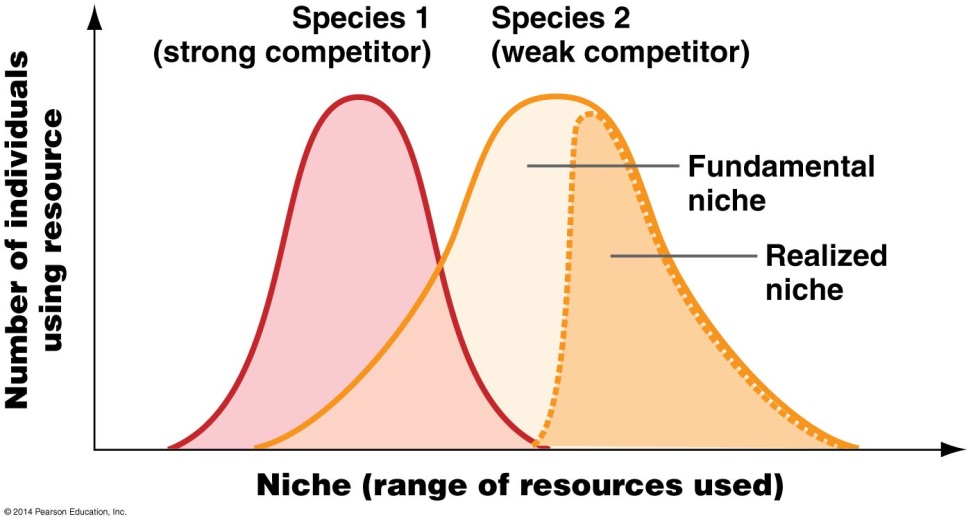 Species 1
(strong competitor)
Species 2
(weak competitor)
Number of individuals
using resource
Fundamental
niche
Realized
niche
Niche (range of resources used)
© 2014 Pearson Education, Inc.